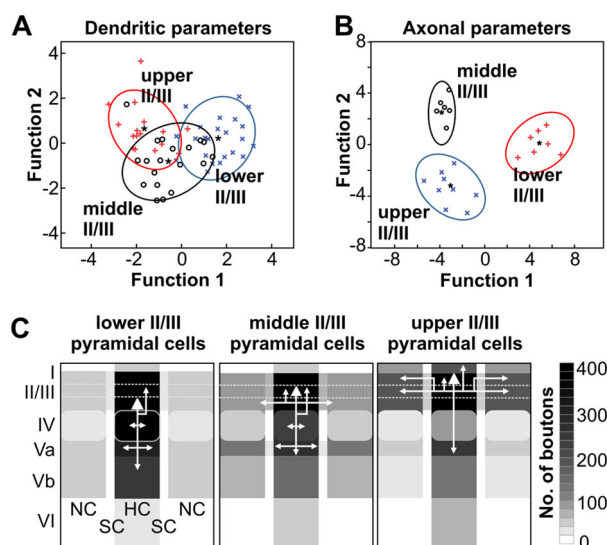 A Dendritic parameters
4
2
0
-2
-4
Function 2
upper
II/III
middle
II/III
lower
II/III
-4 -2 0 2 4
Function 1
B Axonal parameters
8
4
0
-4
-8
Function 2
middle
II/III
lower
II/III
upper
II/III
-8 -4 0 4 8
Function 1
C
lower II/III
pyramidal cells
middle II/III
pyramidal cells
upper II/III
pyramidal cells
I
II/III
IV
Va
Vb
VI
NC HC NC
SC SC
400
300
200
100
0
No. of boutons